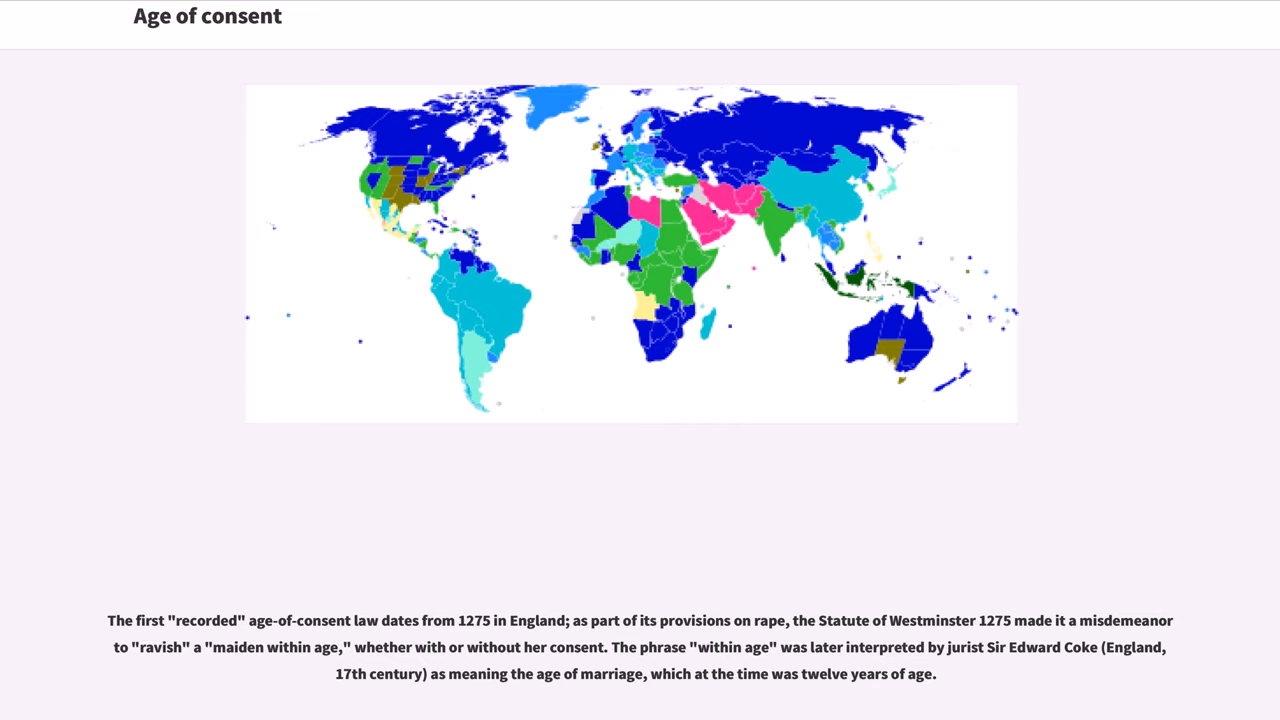 Age of consent
The first "recorded" age-of-consent law dates from 1275 in England; as part of its provisions on rape, the Statute of Westminster 1275 made it a misdemeanor
to "ravish" a "maiden within age," whether with or without her consent. The phrase "within age" was later interpreted by jurist Sir Edward Coke (England,
17th century) as meaning the age of marriage, which at the time was twelve years of age.